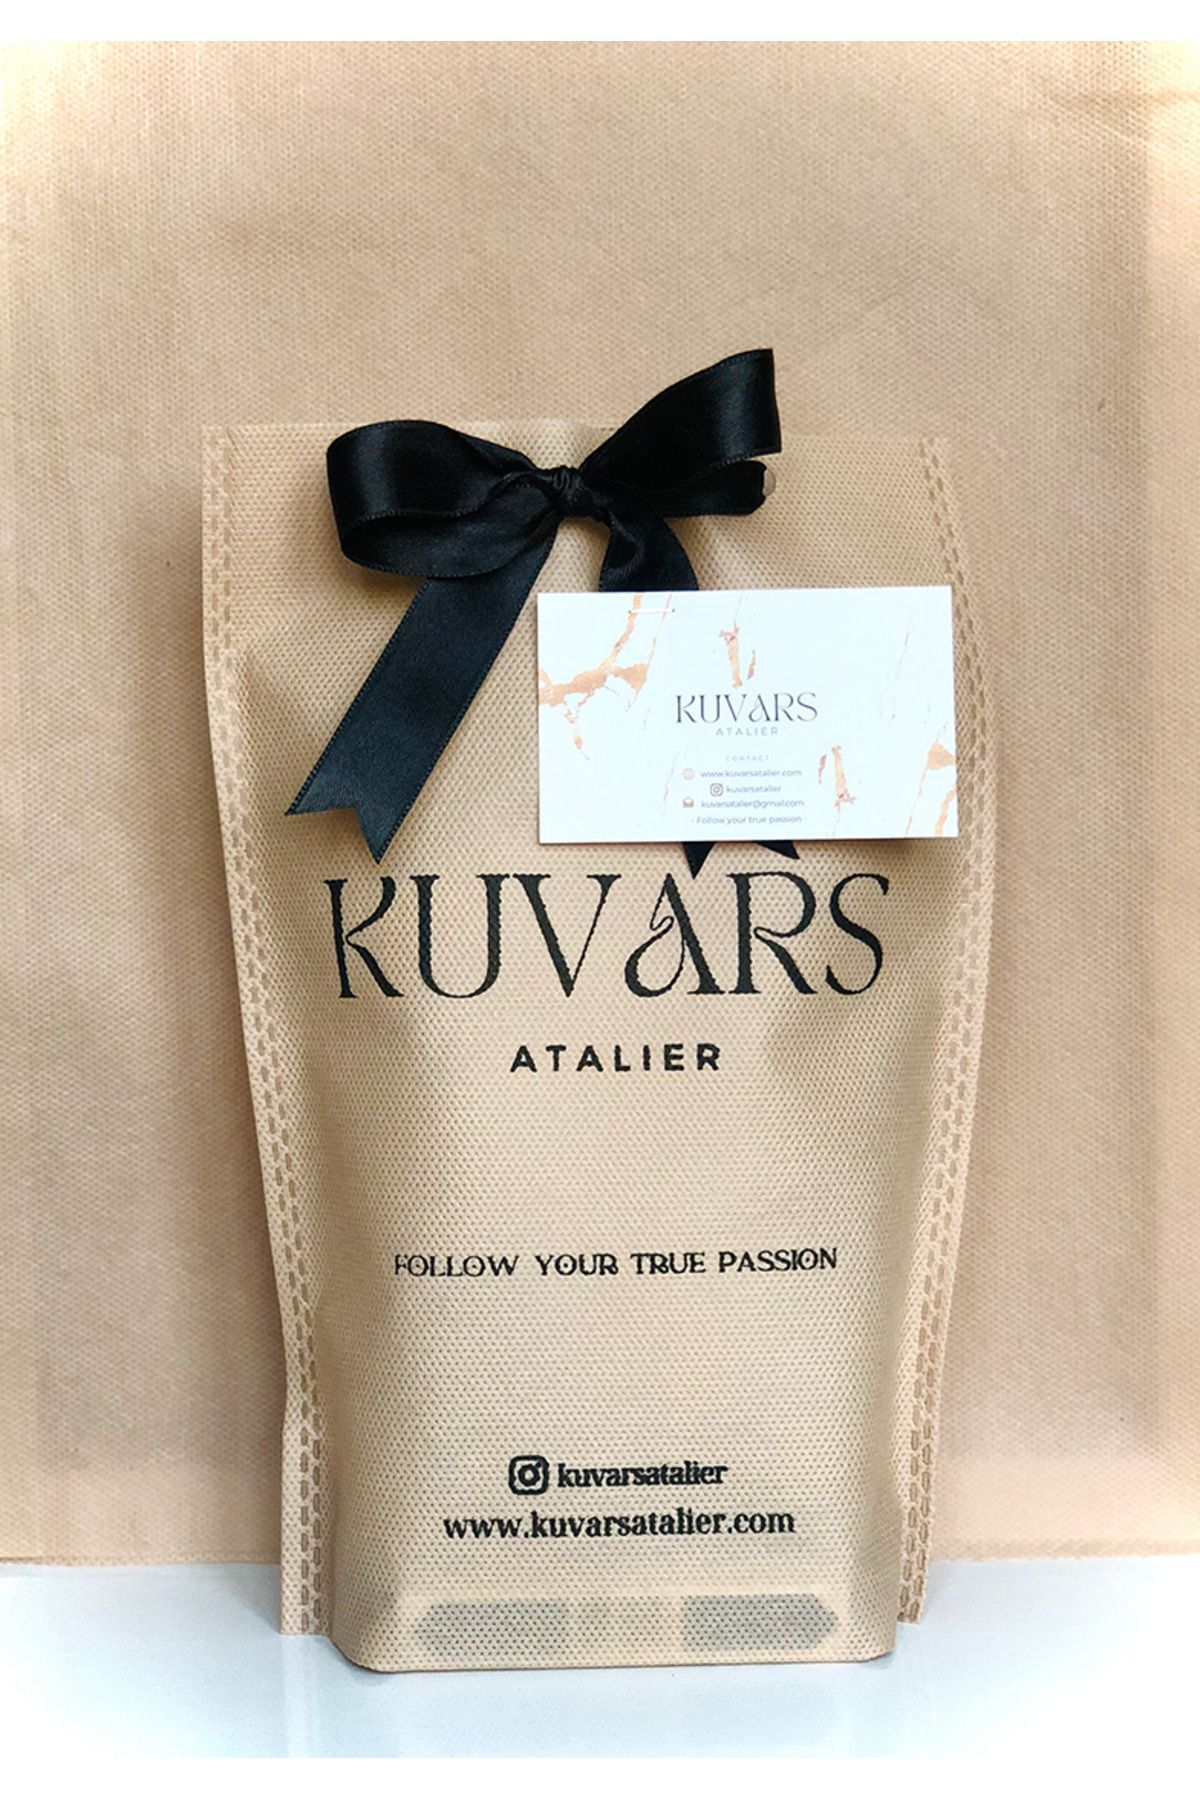 KUVARS
ATALIER
CONTACT
www.kuvarsatalier.com
kuvarsatalier
kuvarsatalier@gmail.com
- Follow your true passion -
KUVARS
ATALIER
FOLLOW YOUR TRUE PASSION
kuvarsatalier
www.kuvarsatalier.com